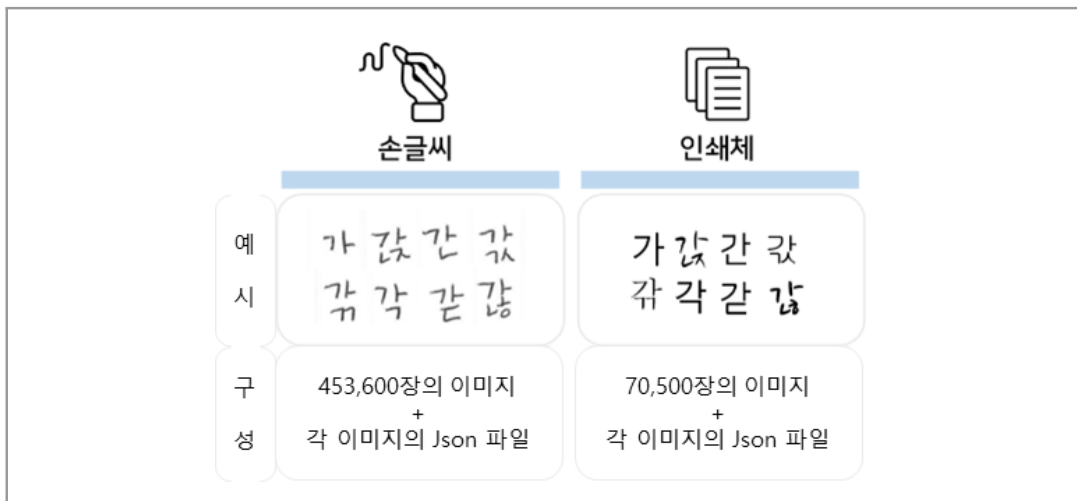 손글씨
인쇄체
예
시
가 갅 간 값
갂 각 갇 갆
가 갅 간 값
갂 각 갇 갆
구
성
453,600장의 이미지
+
각 이미지의 Json 파일
70,500장의 이미지
+
각 이미지의 Json 파일